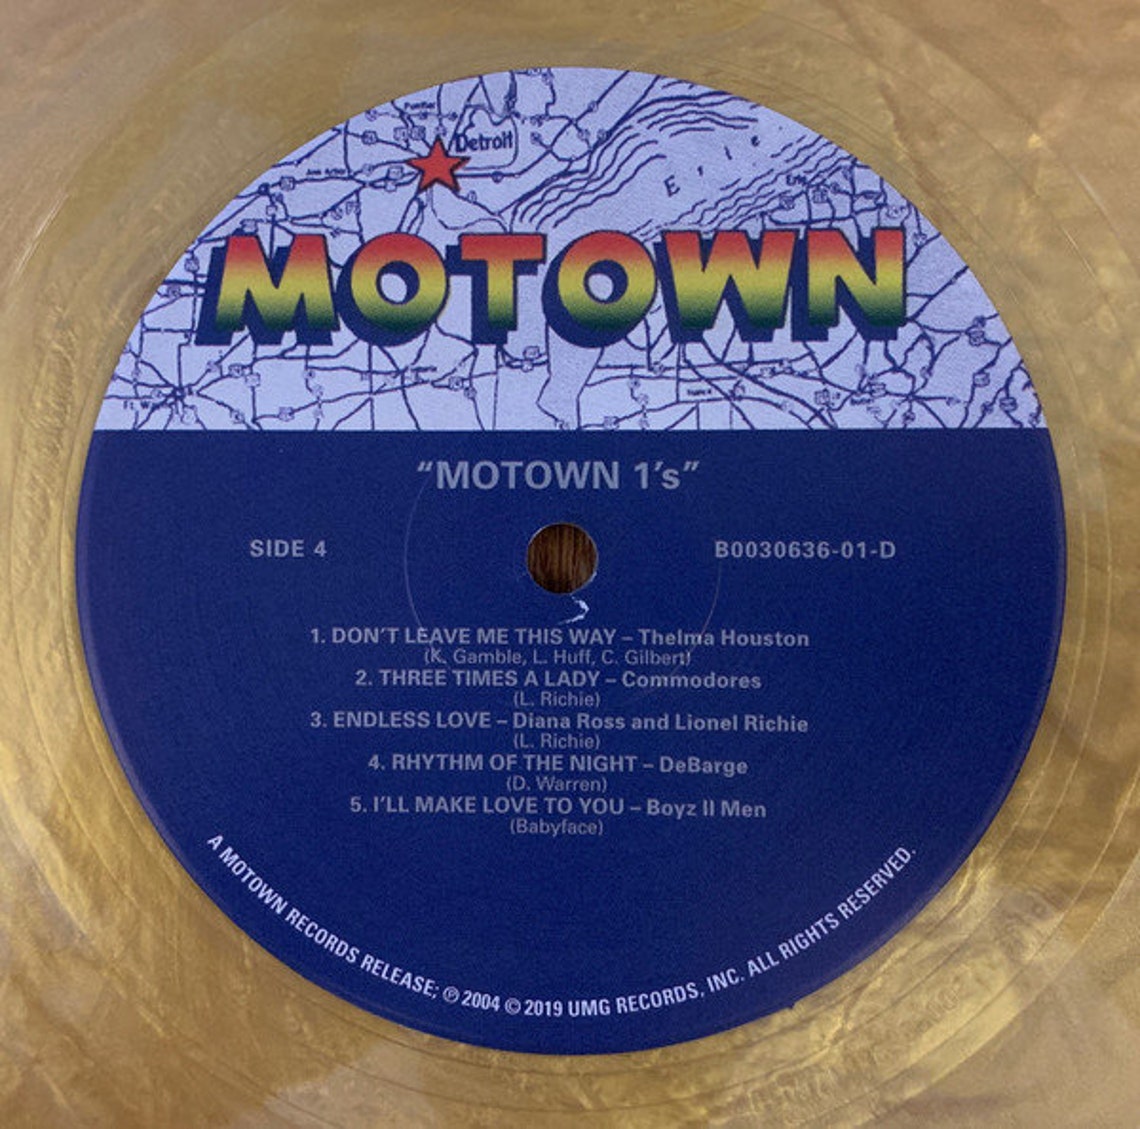 Detroit
Ann Arbor
E r i e
Erie
MOTOWN
“MOTOWN 1’s”
SIDE 4
B0030636-01-D
1. DON’T LEAVE ME THIS WAY – Thelma Houston
(K. Gamble, L. Huff, C. Gilbert)
2. THREE TIMES A LADY – Commodores
(L. Richie)
3. ENDLESS LOVE – Diana Ross and Lionel Richie
(L. Richie)
4. RHYTHM OF THE NIGHT – DeBarge
(D. Warren)
5. I’LL MAKE LOVE TO YOU – Boyz II Men
(Babyface)
A MOTOWN RECORDS RELEASE; ℗ 2004 © 2019 UMG RECORDS, INC. ALL RIGHTS RESERVED.